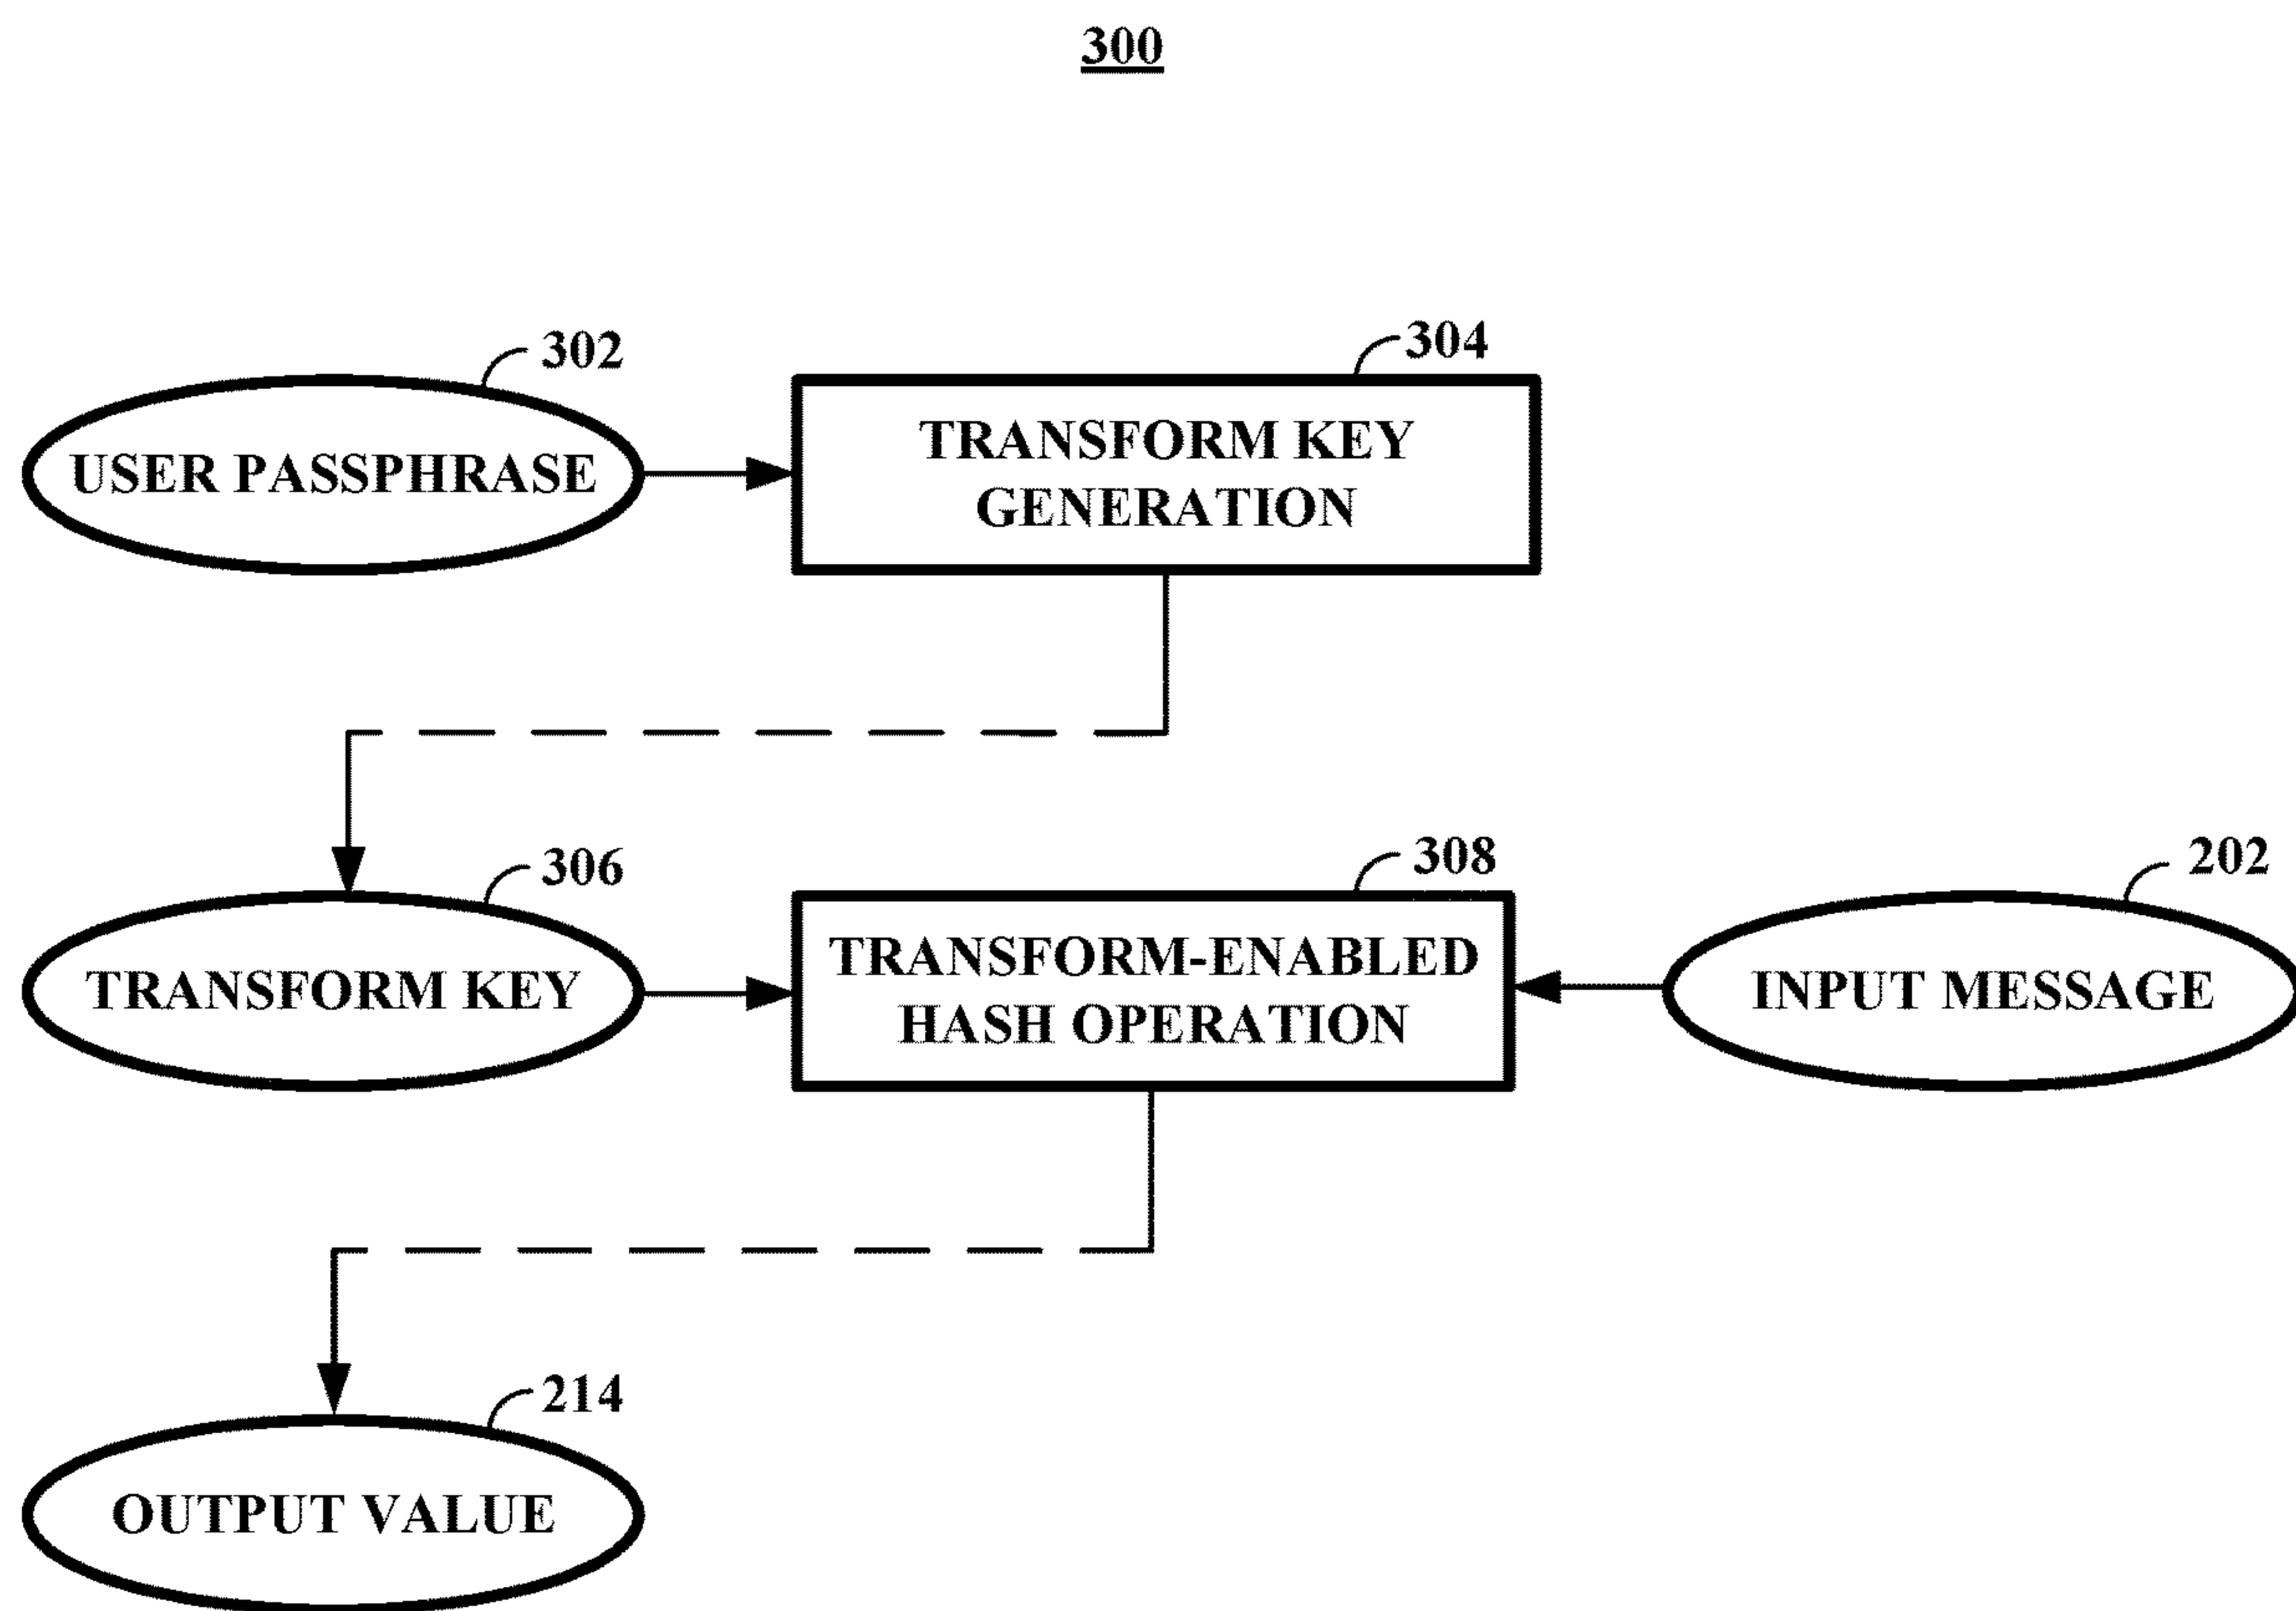 300
302
304
USER PASSPHRASE
TRANSFORM KEY
GENERATION
306
308
202
TRANSFORM KEY
TRANSFORM-ENABLED
HASH OPERATION
INPUT MESSAGE
214
OUTPUT VALUE